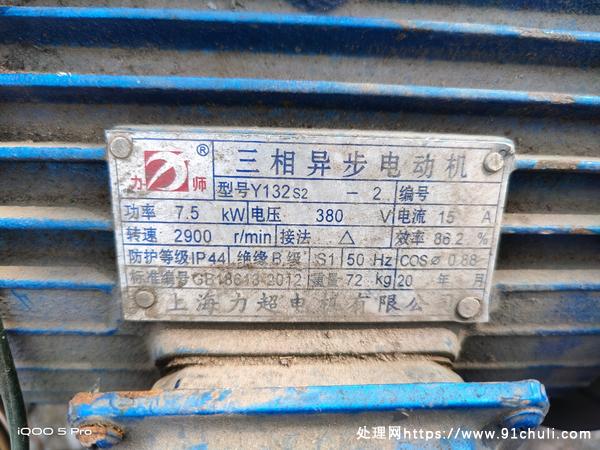 力师®
三相异步电动机
型号Y132S2 - 2 编号
功率 7.5 kW 电压 380 V 电流 15 A
转速 2900 r/min 接法 △ 效率 86.2 %
防护等级IP44 绝缘 B 级 S1 50 Hz COSø 0.88
标准编号GB18613-2012 重量 72 kg 20 年 月
上海力超电机有限公司
iQOO 5 Pro
处理网https://www.91chuli.com